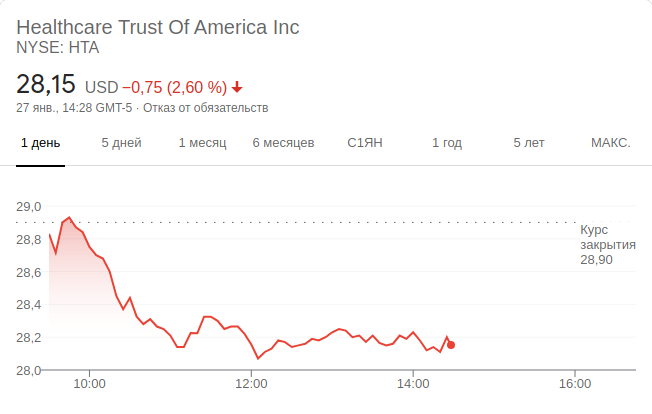 Healthcare Trust Of America Inc
NYSE: HTA
28,15 USD −0,75 (2,60 %)
27 янв., 14:28 GMT-5 · Отказ от обязательств
1 день 5 дней 1 месяц 6 месяцев С1ЯН 1 год 5 лет МАКС.
29,0
Курс
закрытия
28,90
28,8
28,6
28,4
28,2
28,0
10:00 12:00 14:00 16:00